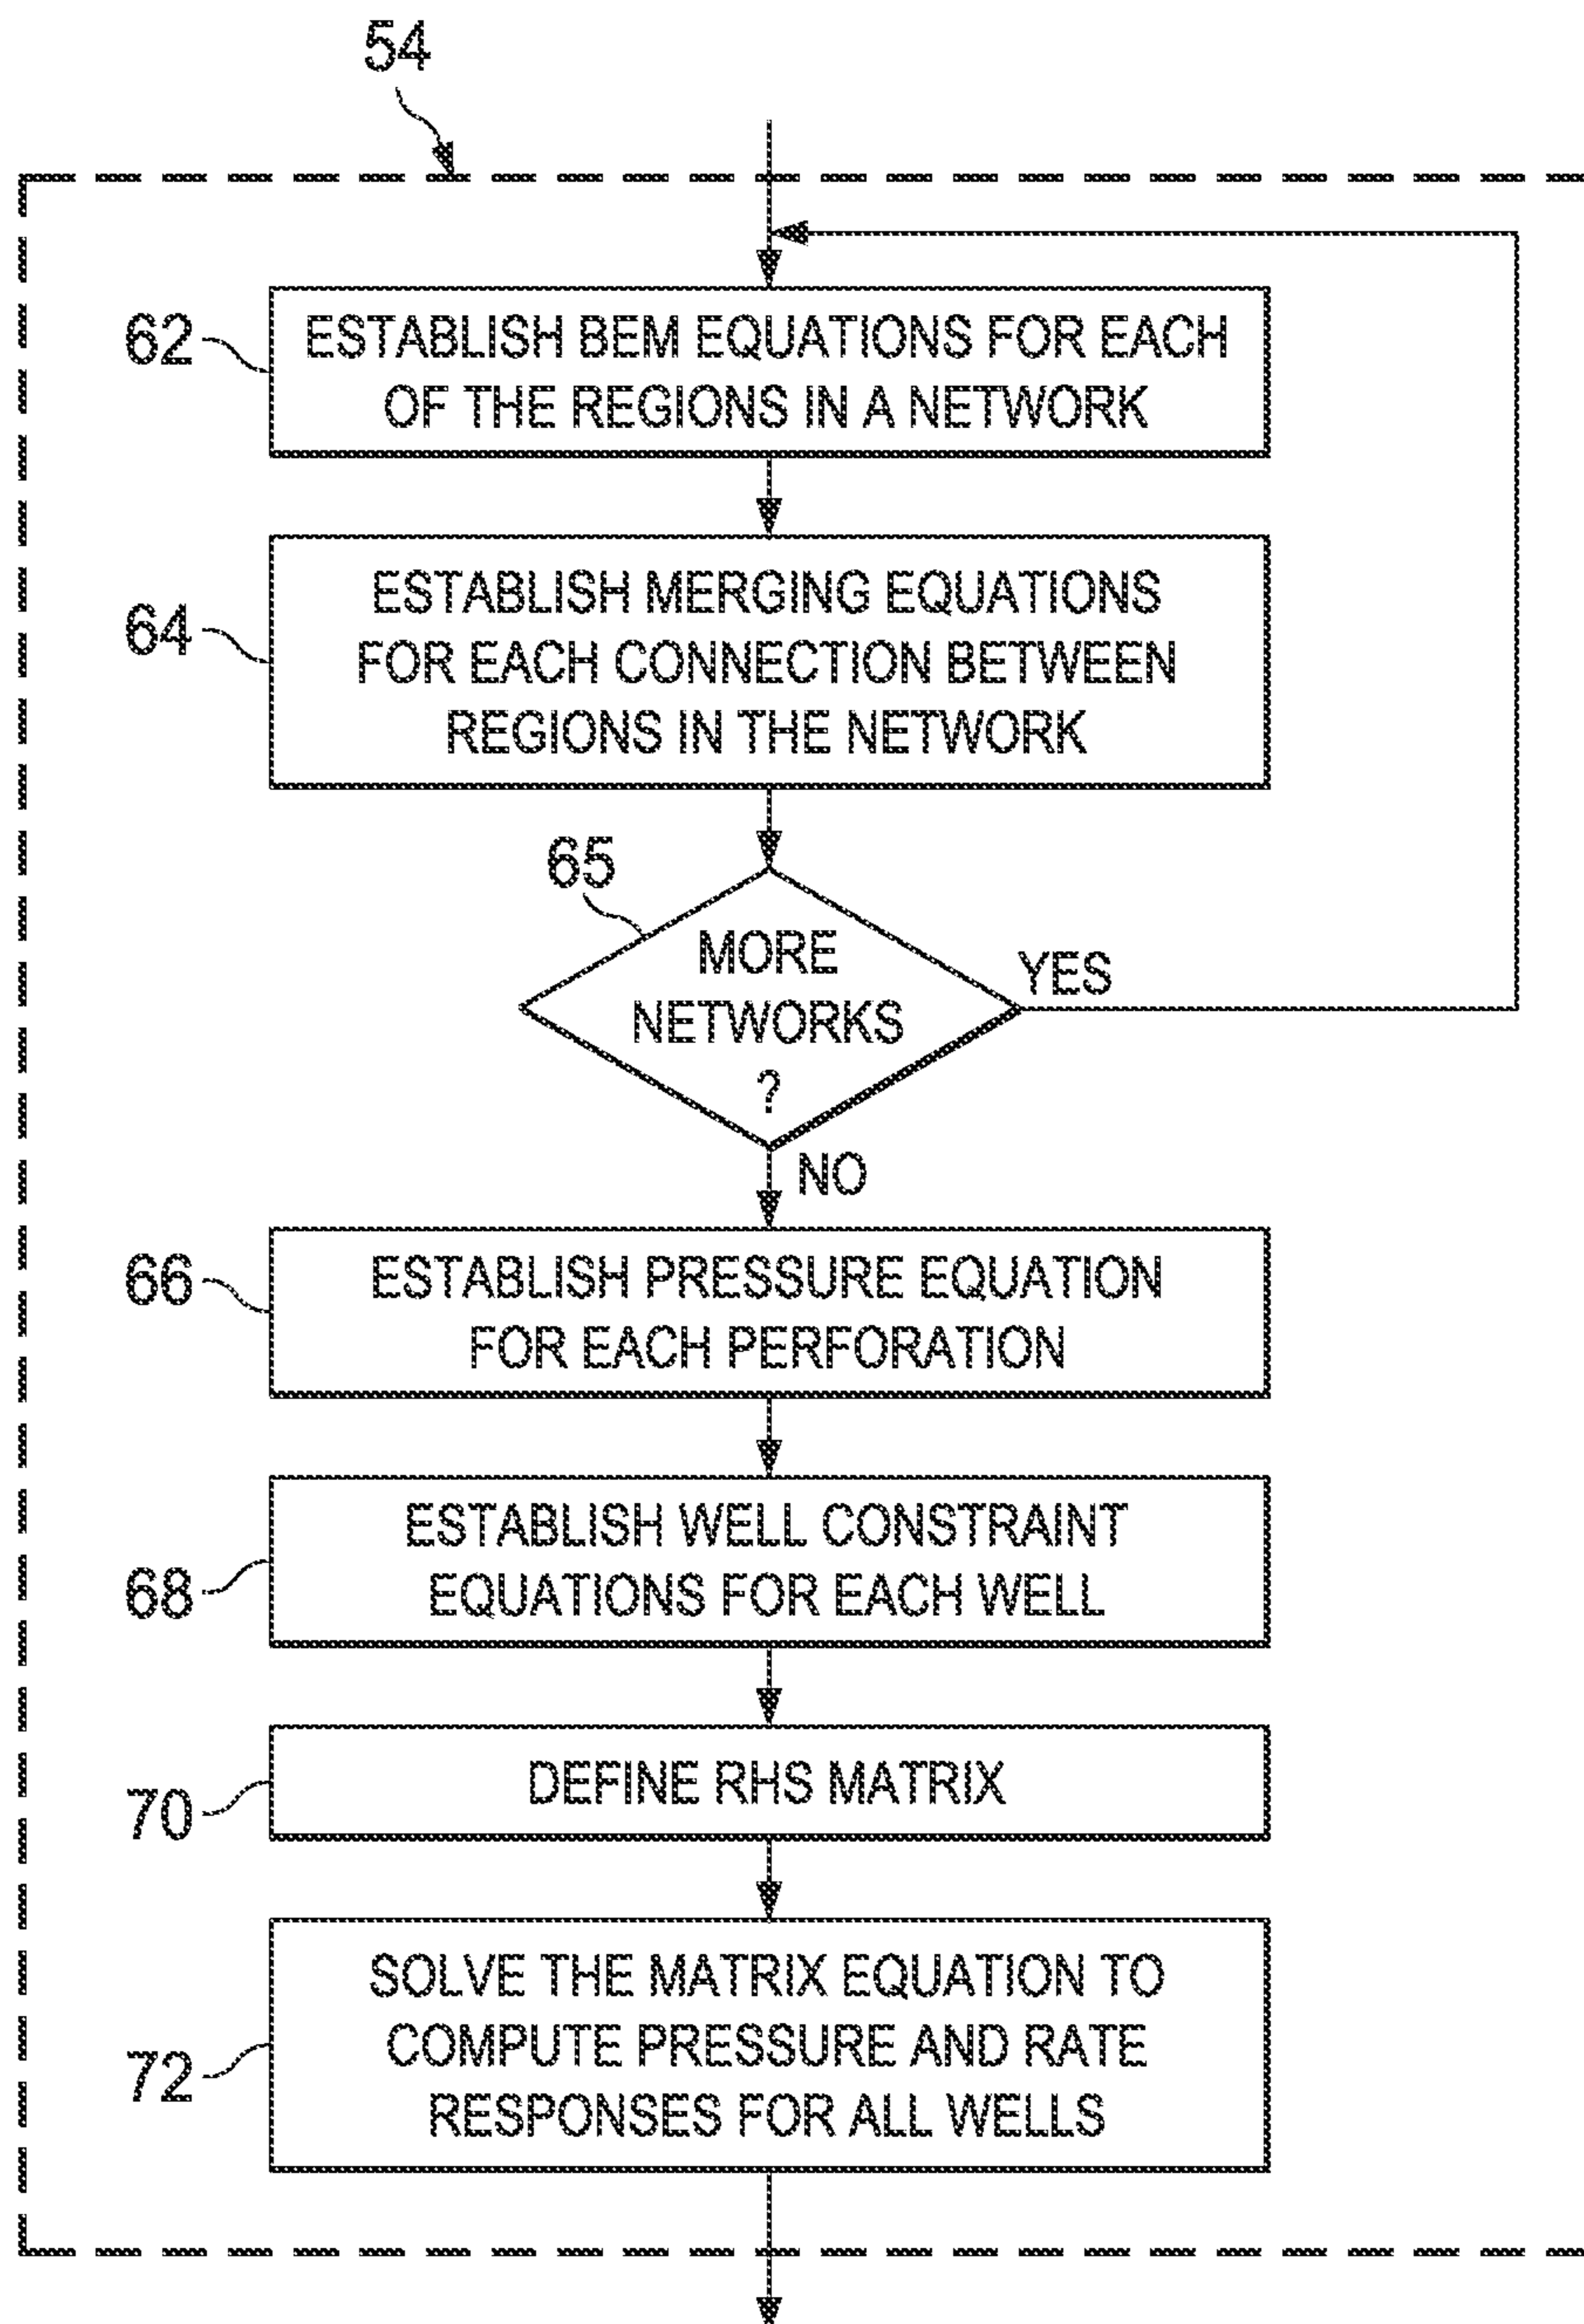 54
62
ESTABLISH BEM EQUATIONS FOR EACH
OF THE REGIONS IN A NETWORK
64
ESTABLISH MERGING EQUATIONS
FOR EACH CONNECTION BETWEEN
REGIONS IN THE NETWORK
65
MORE
NETWORKS
?
YES
NO
66
ESTABLISH PRESSURE EQUATION
FOR EACH PERFORATION
68
ESTABLISH WELL CONSTRAINT
EQUATIONS FOR EACH WELL
70
DEFINE RHS MATRIX
72
SOLVE THE MATRIX EQUATION TO
COMPUTE PRESSURE AND RATE
RESPONSES FOR ALL WELLS